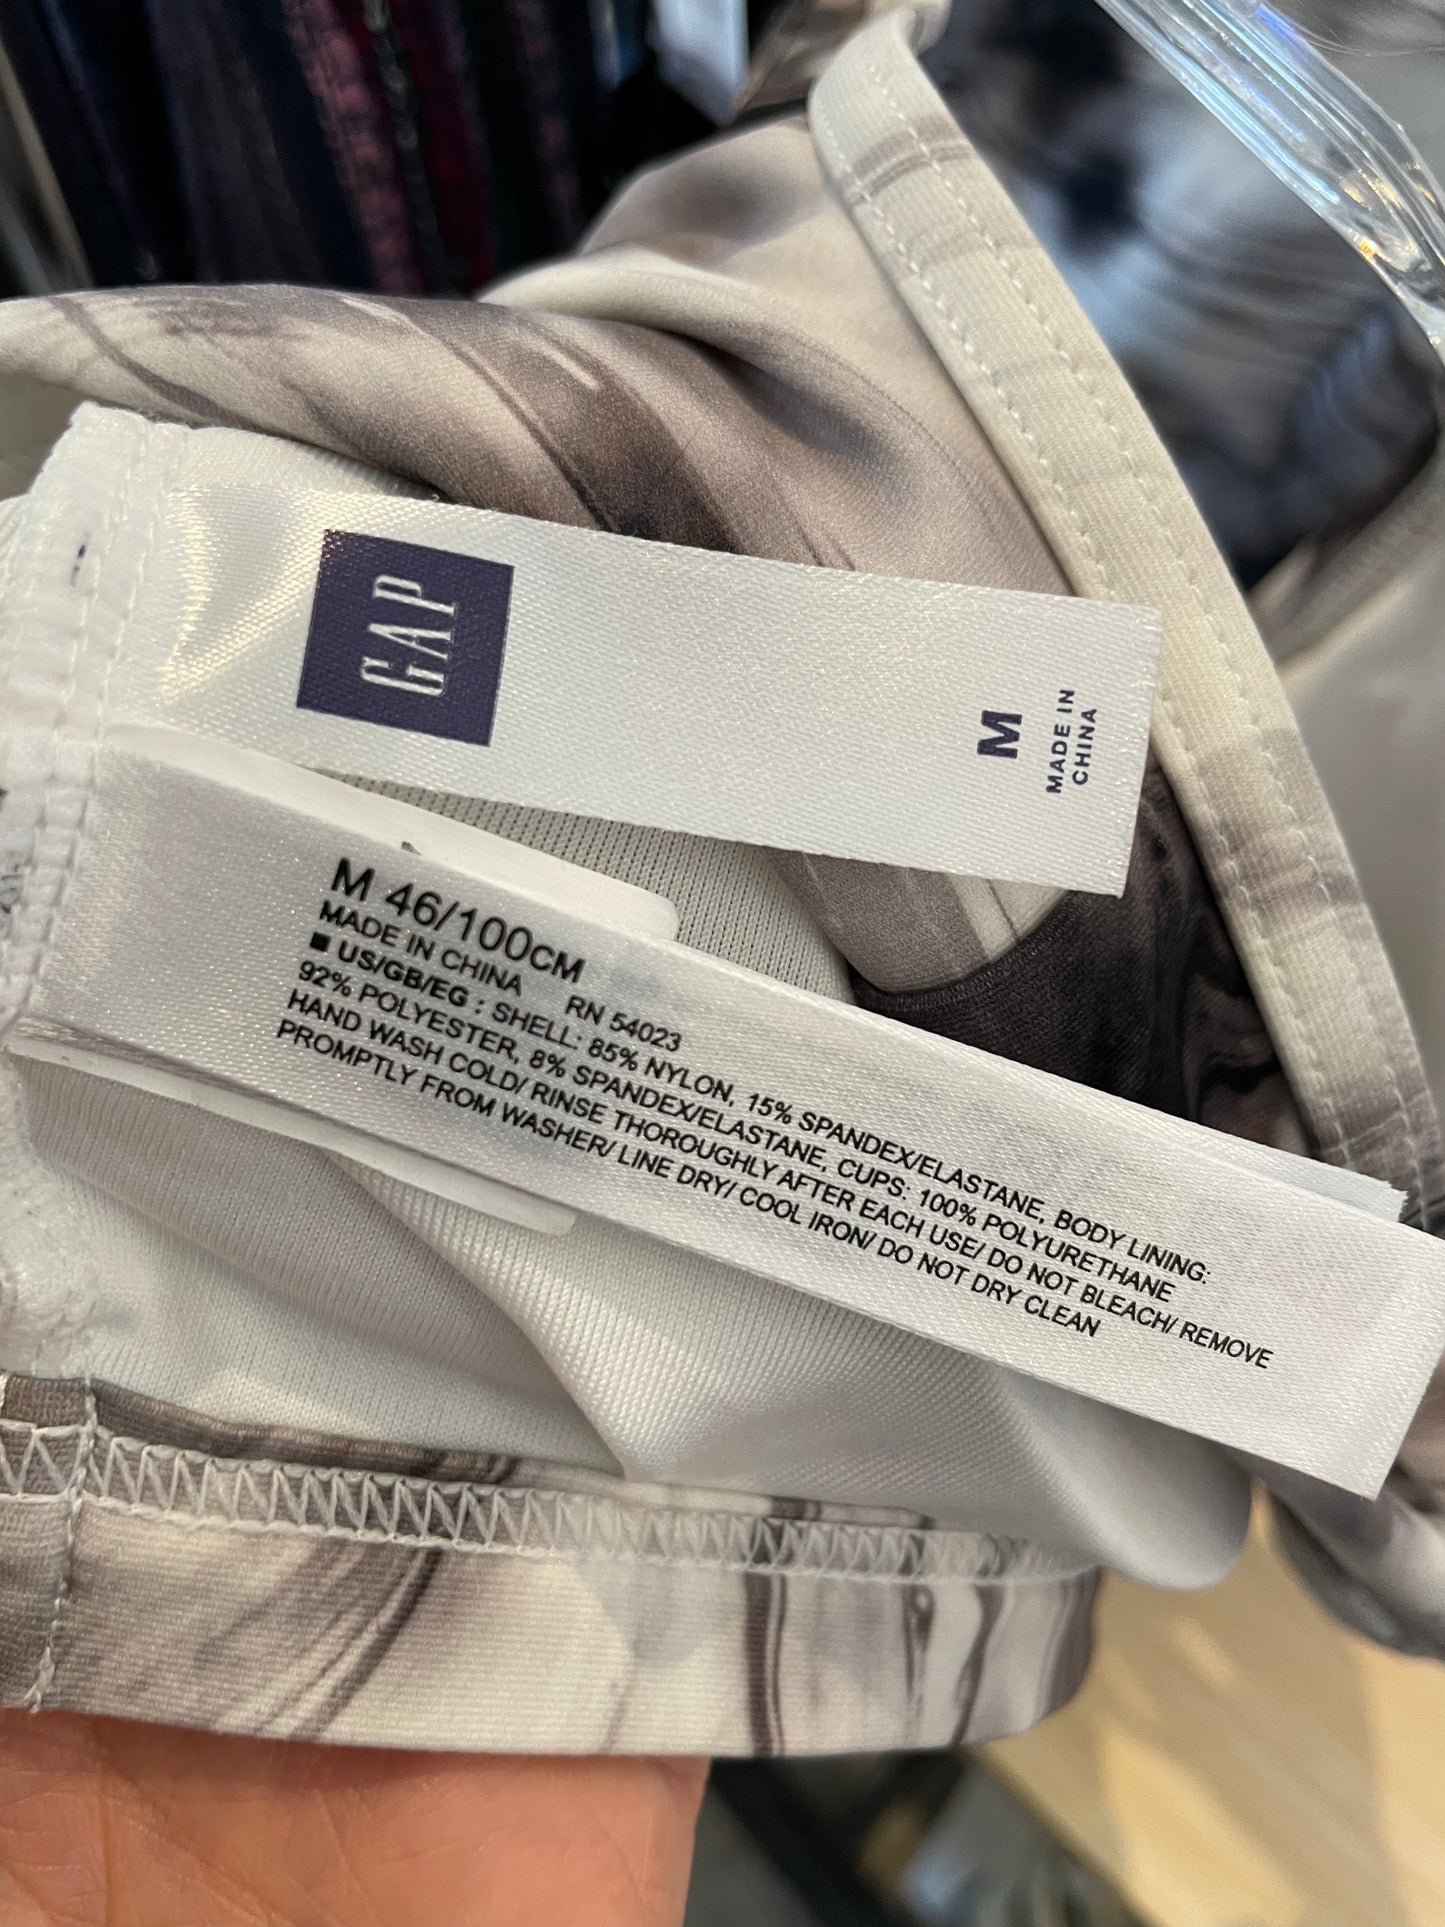 GAP
M
MADE IN
CHINA
M 46/100CM
MADE IN CHINA RN 54023
■ US/GB/EG : SHELL: 85% NYLON, 15% SPANDEX/ELASTANE, BODY LINING:
92% POLYESTER, 8% SPANDEX/ELASTANE, CUPS: 100% POLYURETHANE
HAND WASH COLD/ RINSE THOROUGHLY AFTER EACH USE/ DO NOT BLEACH/ REMOVE
PROMPTLY FROM WASHER/ LINE DRY/ COOL IRON/ DO NOT DRY CLEAN